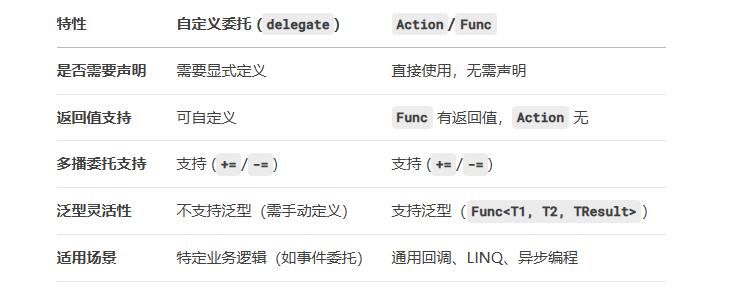 特性 自定义委托 (delegate) Action/Func
是否需要声明 需要显式定义 直接使用，无需声明
返回值支持 可自定义 Func 有返回值，Action 无
多播委托支持 支持 (+=/-=) 支持 (+=/-=)
泛型灵活性 不支持泛型（需手动定义） 支持泛型（Func<T1, T2, TResult>）
适用场景 特定业务逻辑（如事件委托） 通用回调、LINQ、异步编程